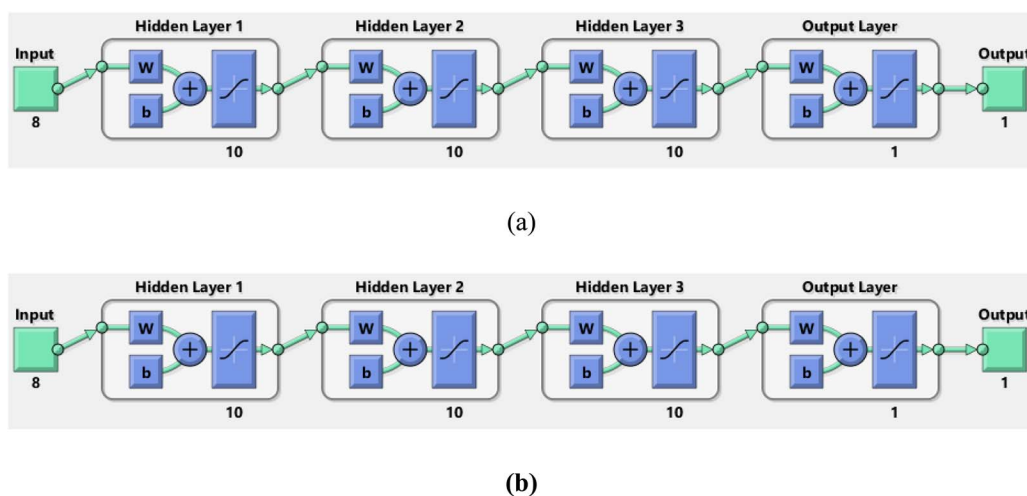 Hidden Layer 1 Hidden Layer 2 Hidden Layer 3 Output Layer
Input Output
W W W W
b + b + b + b +
8 1
10 10 10 1
(a)
Hidden Layer 1 Hidden Layer 2 Hidden Layer 3 Output Layer
Input Output
W W W W
b + b + b + b +
8 1
10 10 10 1
(b)